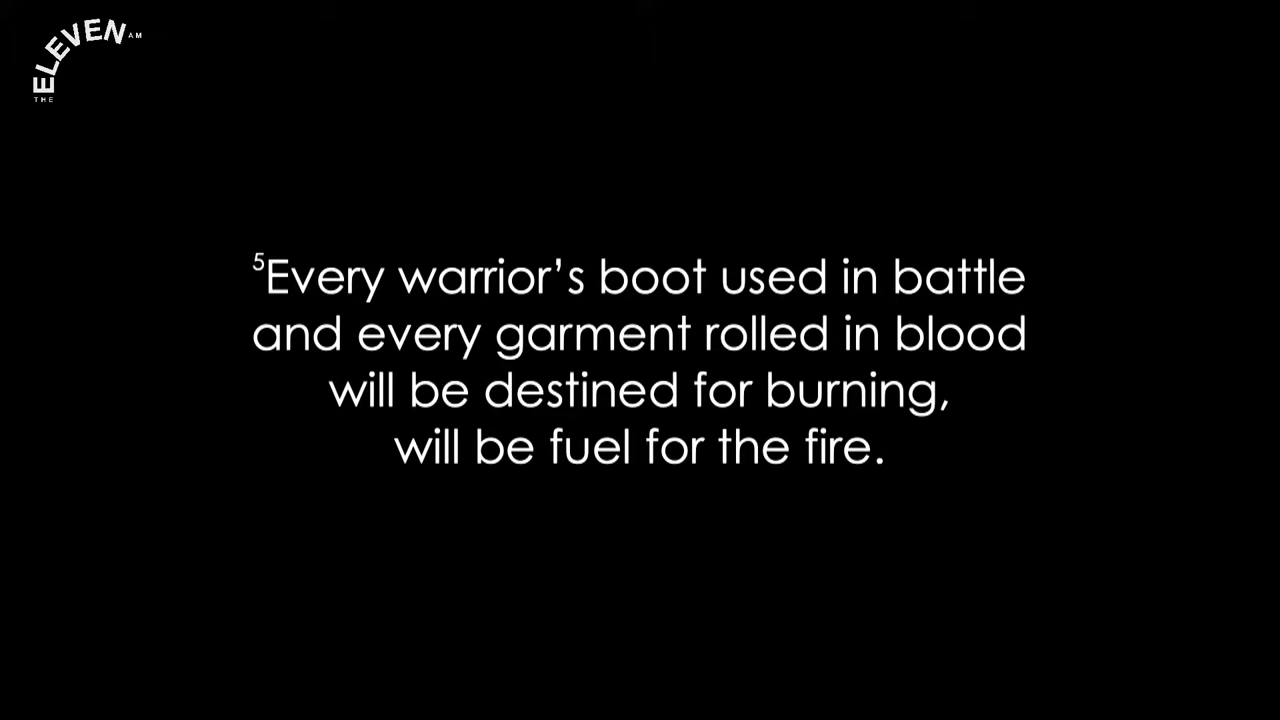 THE ELEVEN AM
⁵Every warrior’s boot used in battle
and every garment rolled in blood
will be destined for burning,
will be fuel for the fire.